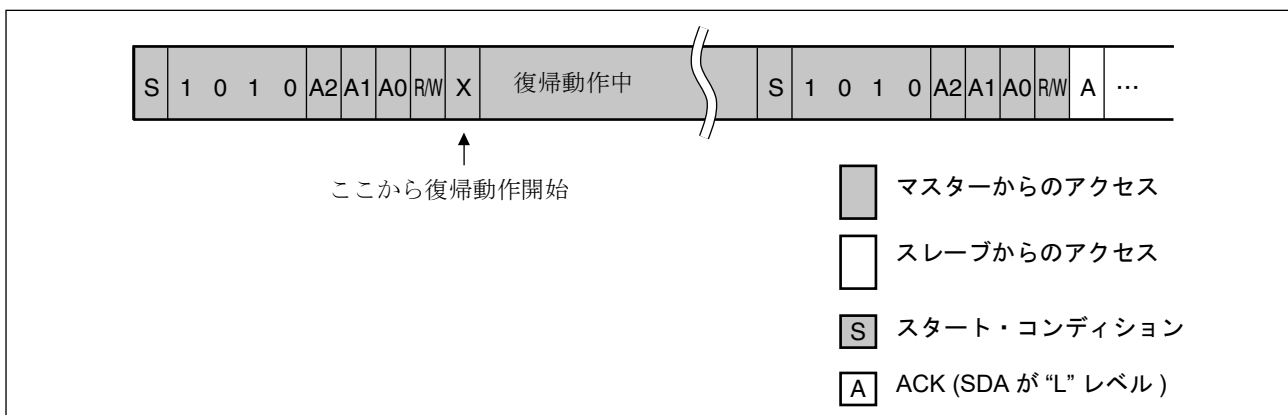 S 1 0 1 0 A2 A1 A0 R/W X 復帰動作中 S 1 0 1 0 A2 A1 A0 R/W A …
ここから復帰動作開始
マスターからのアクセス
スレーブからのアクセス
S スタート・コンディション
A ACK (SDA が “L” レベル )